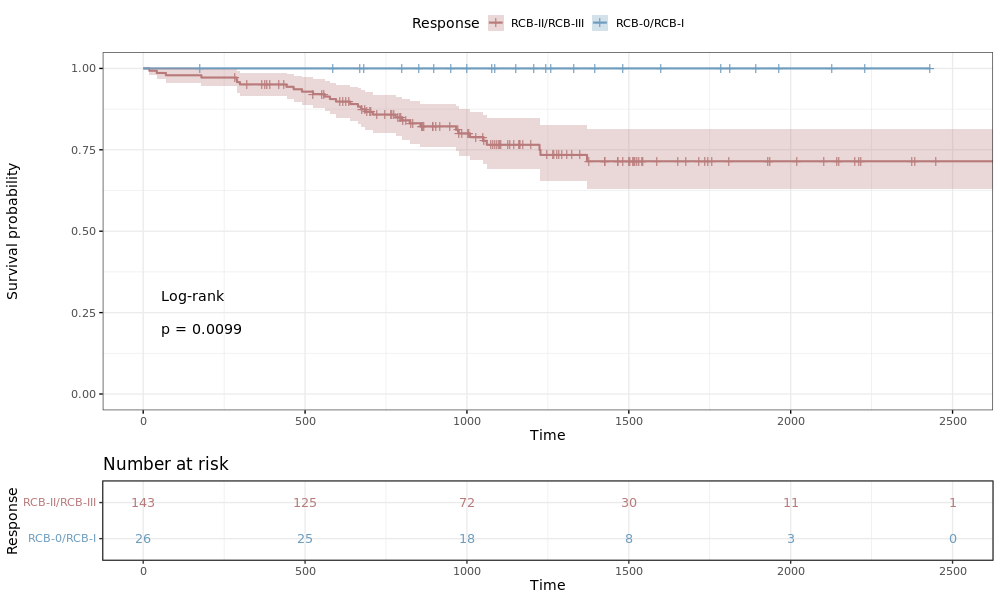 Response RCB-II/RCB-III RCB-0/RCB-I
Survival probability
1.00
0.75
0.50
0.25
0.00
Log-rank
p = 0.0099
0 500 1000 1500 2000 2500
Time
Number at risk
Response
RCB-II/RCB-III 143 125 72 30 11 1
RCB-0/RCB-I 26 25 18 8 3 0
0 500 1000 1500 2000 2500
Time